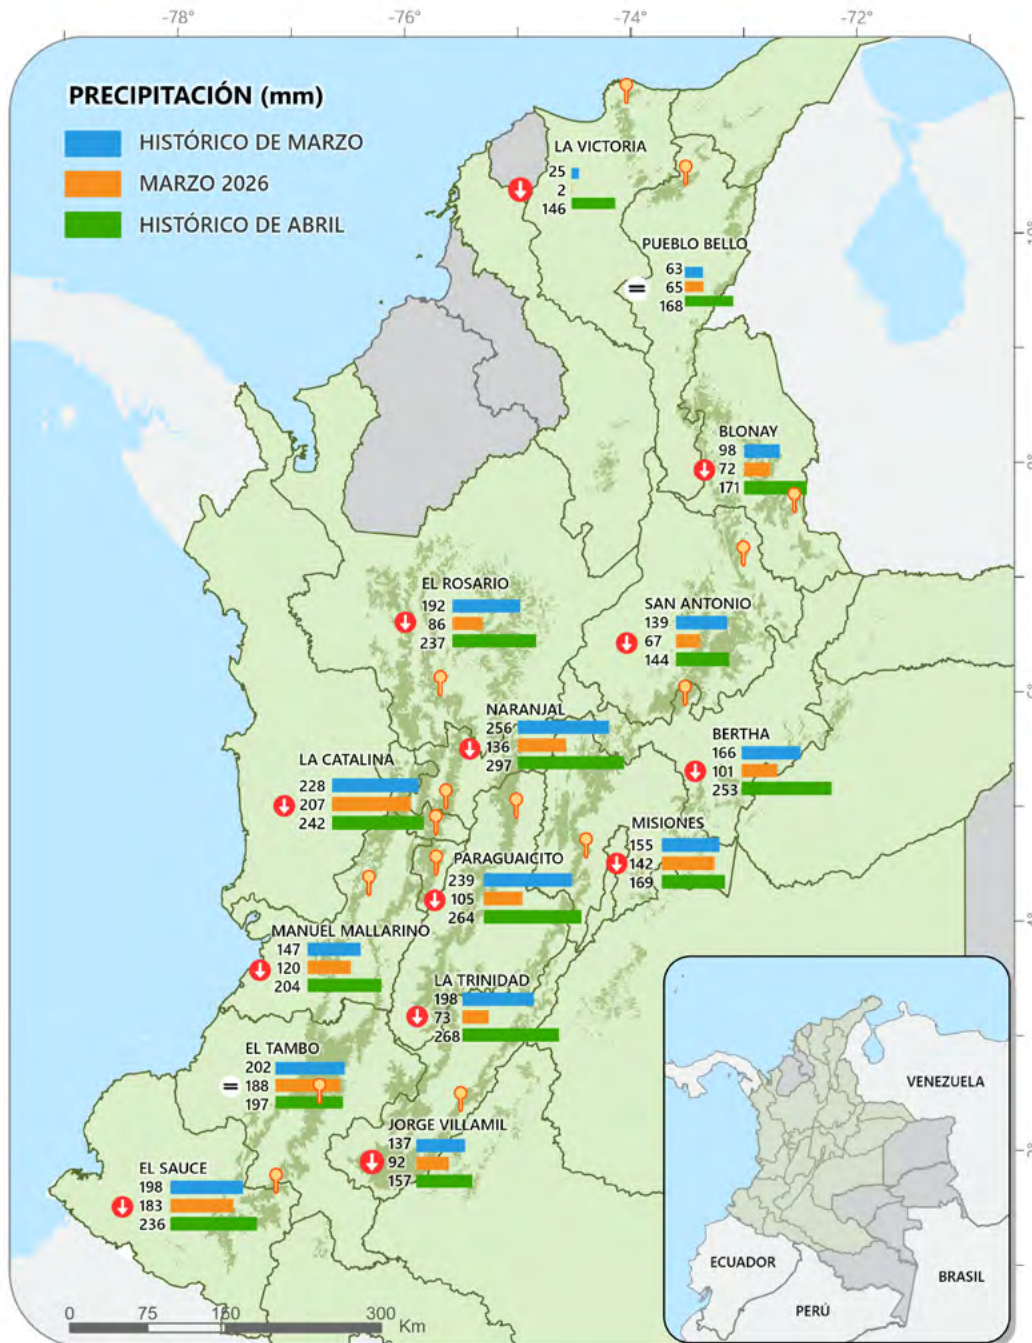 -78°
-76°
-74°
-72°
PRECIPITACIÓN (mm)
HISTÓRICO DE MARZO
MARZO 2026
HISTÓRICO DE ABRIL
LA VICTORIA
25
2
146
PUEBLO BELLO
63
65
168
BLONAY
98
72
171
EL ROSARIO
192
86
237
SAN ANTONIO
139
67
144
NARANJAL
256
136
297
BERTHA
166
101
253
LA CATALINA
228
207
242
MISIONES
155
142
169
PARAGUAICITO
239
105
264
MANUEL MALLARINO
147
120
204
LA TRINIDAD
198
73
268
EL TAMBO
202
188
197
JORGE VILLAMIL
137
92
157
EL SAUCE
198
183
236
VENEZUELA
ECUADOR
BRASIL
PERÚ
0 75 150 300
Km